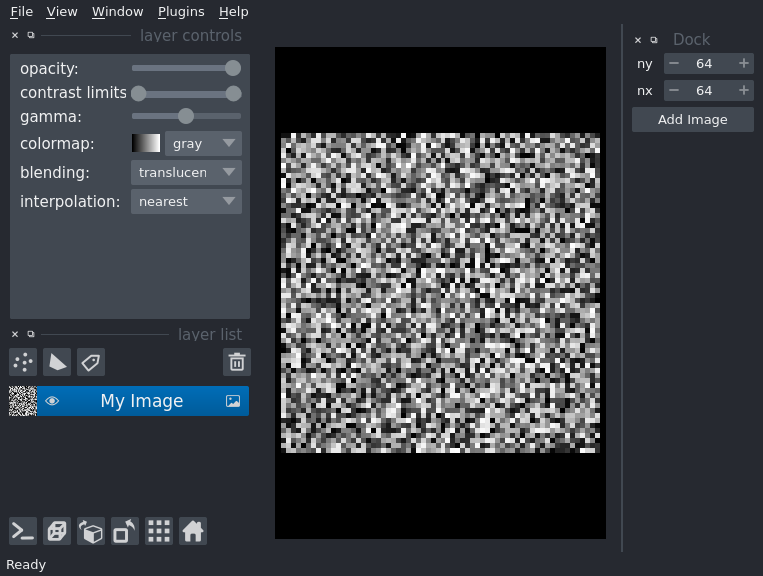 File View Window Plugins Help
layer controls
opacity:
contrast limits
gamma:
colormap: gray
blending: translucen
interpolation: nearest
layer list
My Image
Ready
Dock
ny 64
nx 64
Add Image